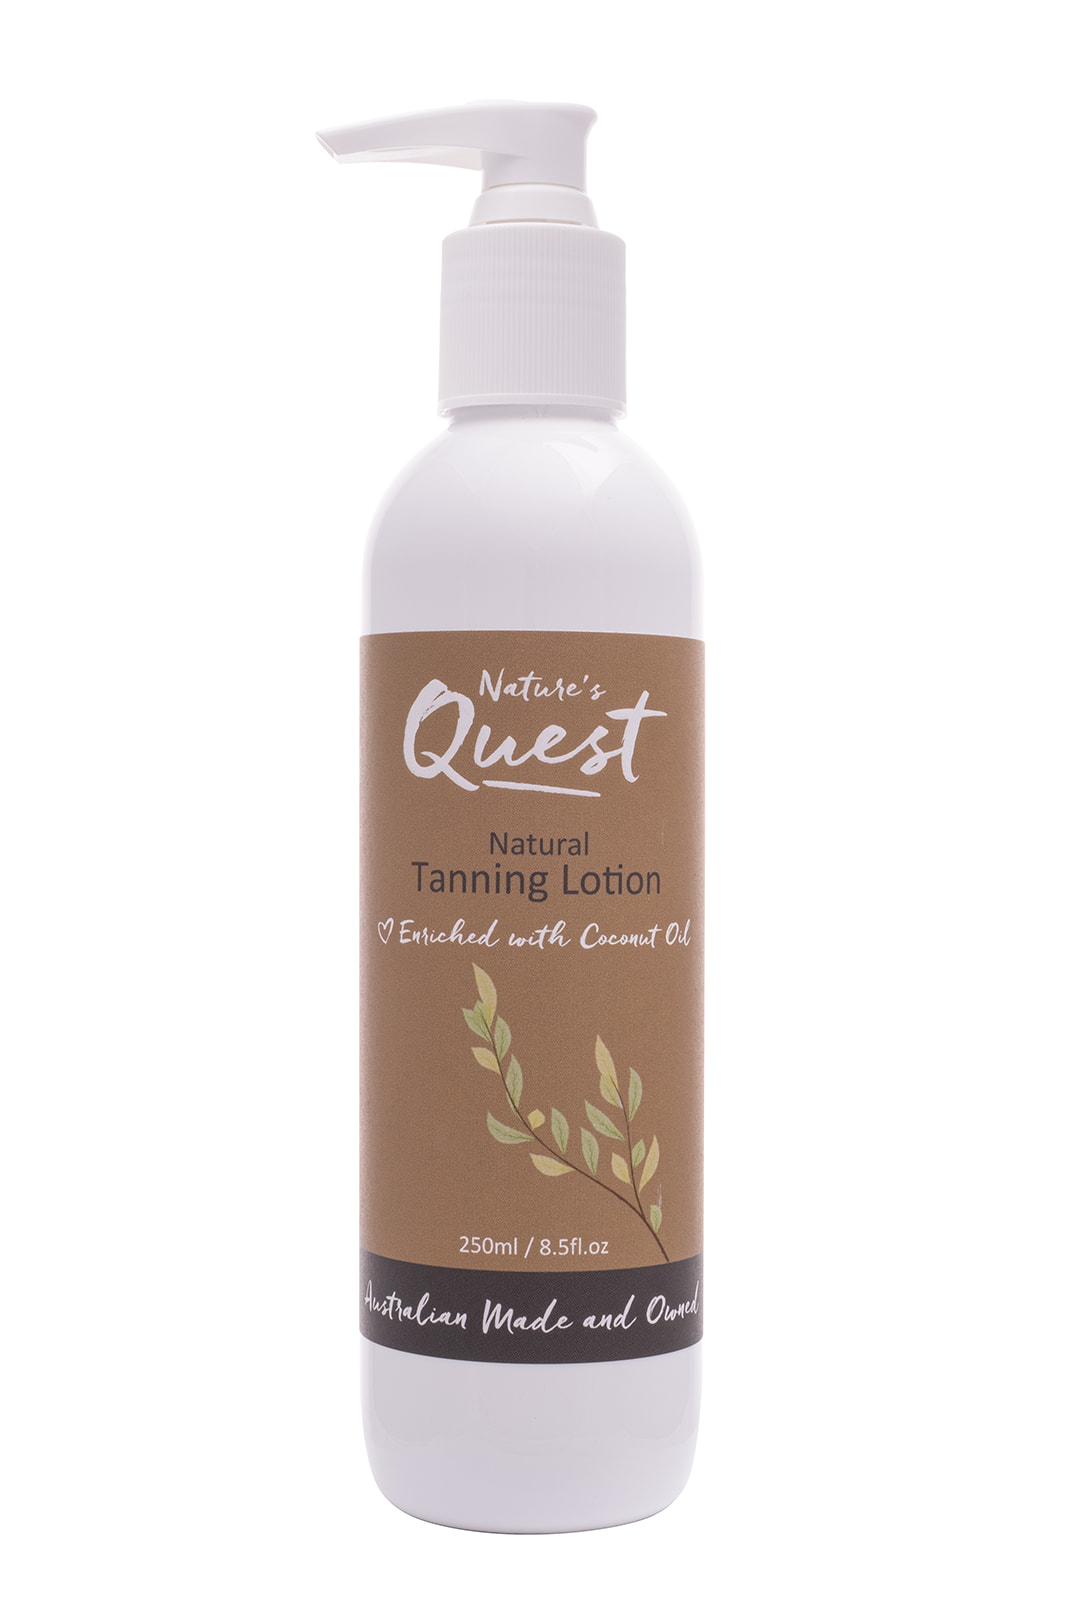 Nature's
Quest
Natural
Tanning Lotion
Enriched with Coconut Oil
250ml / 8.5fl.oz
Australian Made and Owned